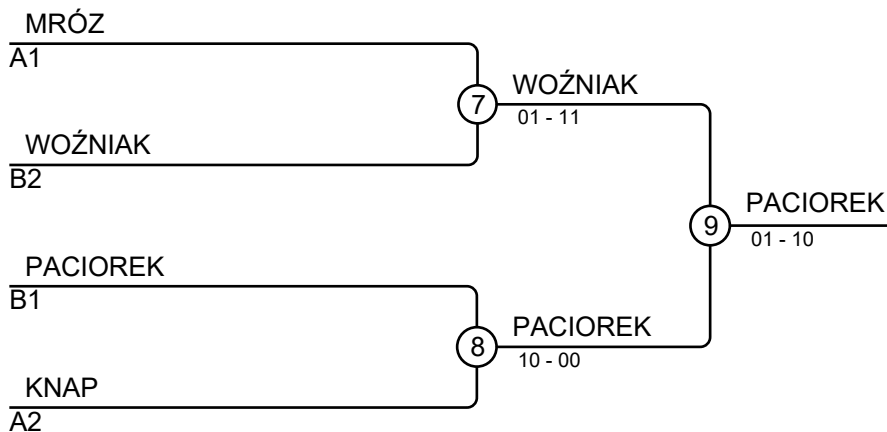 MRÓZ
A1
7
WOŹNIAK
01 - 11
WOŹNIAK
B2
9
PACIOREK
01 - 10
PACIOREK
B1
8
PACIOREK
10 - 00
KNAP
A2